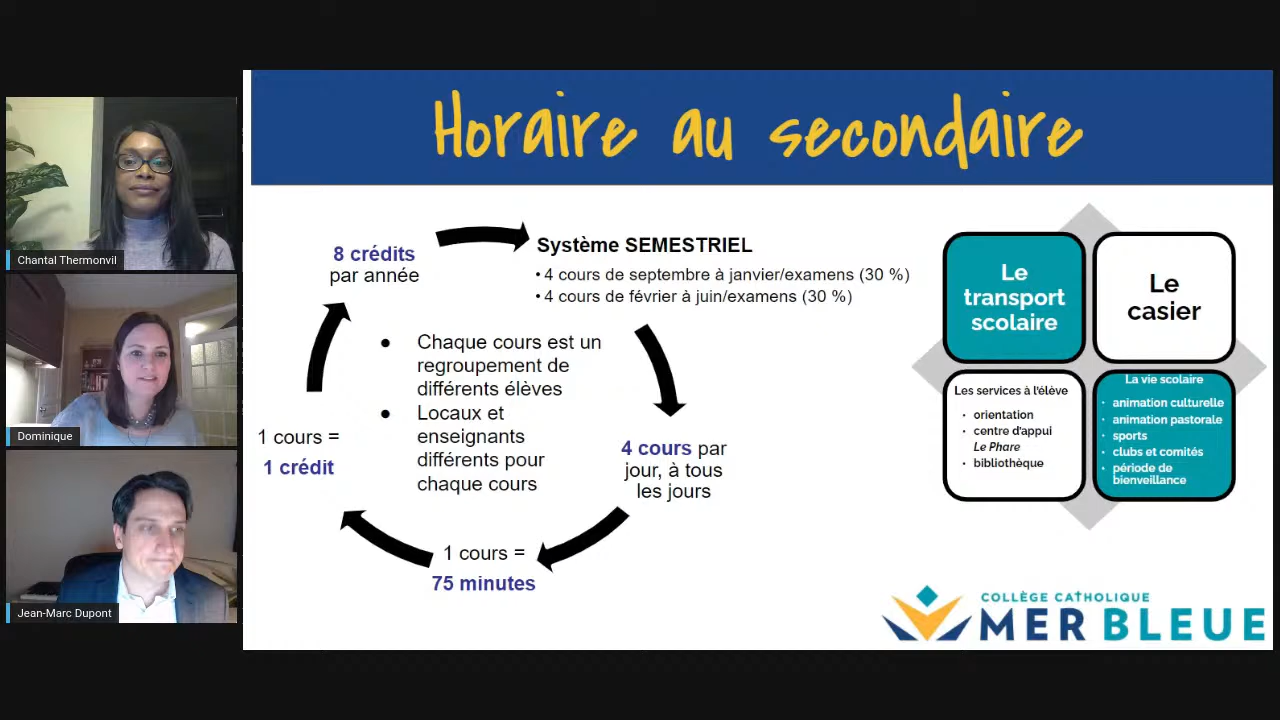 Horaire au secondaire
Chantal Thermonvil
Dominique
Jean-Marc Dupont
8 crédits
par année
Système SEMESTRIEL
• 4 cours de septembre à janvier/examens (30 %)
• 4 cours de février à juin/examens (30 %)
● Chaque cours est un
regroupement de
différents élèves
● Locaux et
enseignants
différents pour
chaque cours
4 cours par
jour, à tous
les jours
1 cours =
75 minutes
1 cours =
1 crédit
Le
transport
scolaire
Le
casier
Les services à l'élève
• orientation
• centre d'appui
Le Phare
• bibliothèque
La vie scolaire
• animation culturelle
• animation pastorale
• sports
• clubs et comités
• période de
bienveillance
COLLÈGE CATHOLIQUE
MER BLEUE